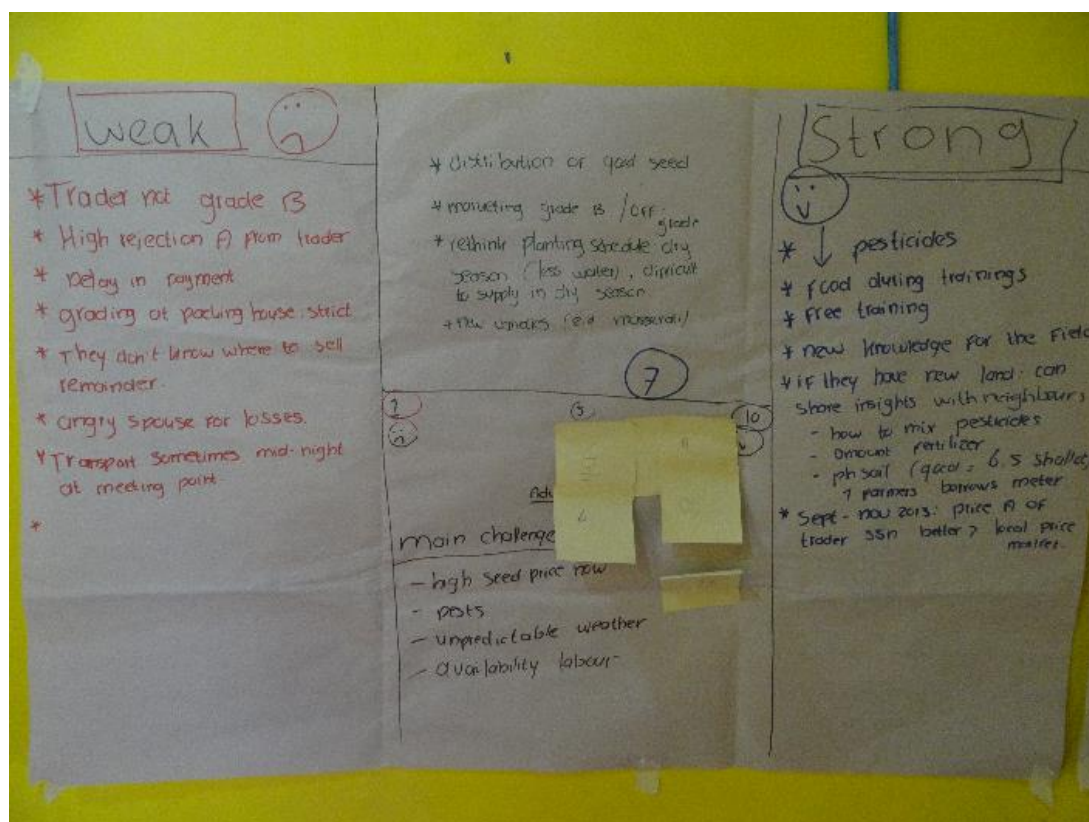 weak
* Trader not grade B
* High rejection A from trader
* Delay in payment
* grading at packing house: strict
* They don't know where to sell
remainder.
* angry spouse for losses.
* Transport sometimes mid-night
at meeting point
*
* distribution of good seed
* marketing grade B / off-
grade
* rethink planting schedule dry
season (less water), difficult
to supply in dry season.
7
5
10
main challenge
- high seed price now
- pests
- unpredictable weather
- availability labour
Strong
* ↓ pesticides
* food during trainings
* free training
* new knowledge for the Field
* if they have new land: can
share insights with neighbours
- how to mix pesticides
- amount fertilizer
- ph soil (good = 6.5
7 farmers borrows meter
* Sept - nov 2013: price A of
trader better > local price
market.